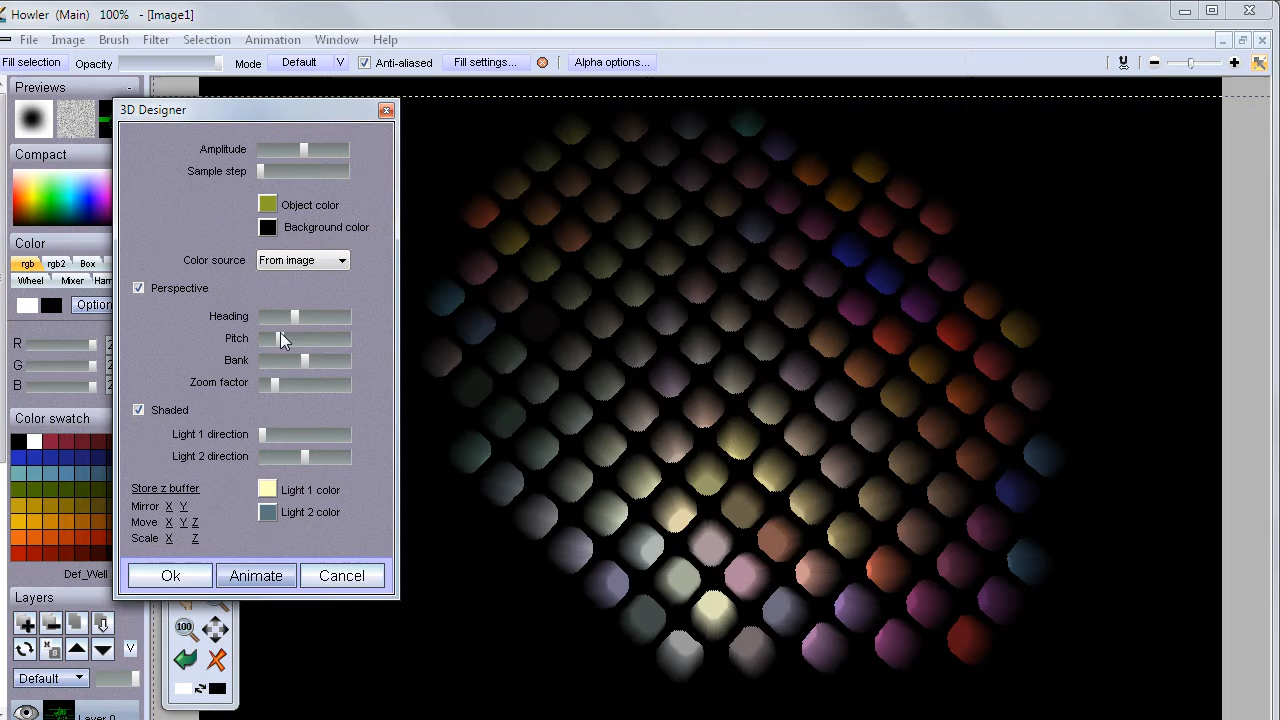 Howler (Main) 100% - [Image1]
File Image Brush Filter Selection Animation Window Help
Fill selection Opacity Mode Default V Anti-aliased Fill settings... Alpha options...
Previews -
3D Designer
Amplitude
Sample step
Object color
Background color
Color source From image
Perspective
Heading
Pitch
Bank
Zoom factor
Shaded
Light 1 direction
Light 2 direction
Store z buffer
Light 1 color
Mirror X Y
Light 2 color
Move X Y Z
Scale X Z
Ok Animate Cancel
Compact
Color
rgb rgb2 Box
Wheel Mixer
R
G
B
Color swatch
Def_Well
Layers
V
Default
Layer 0
100